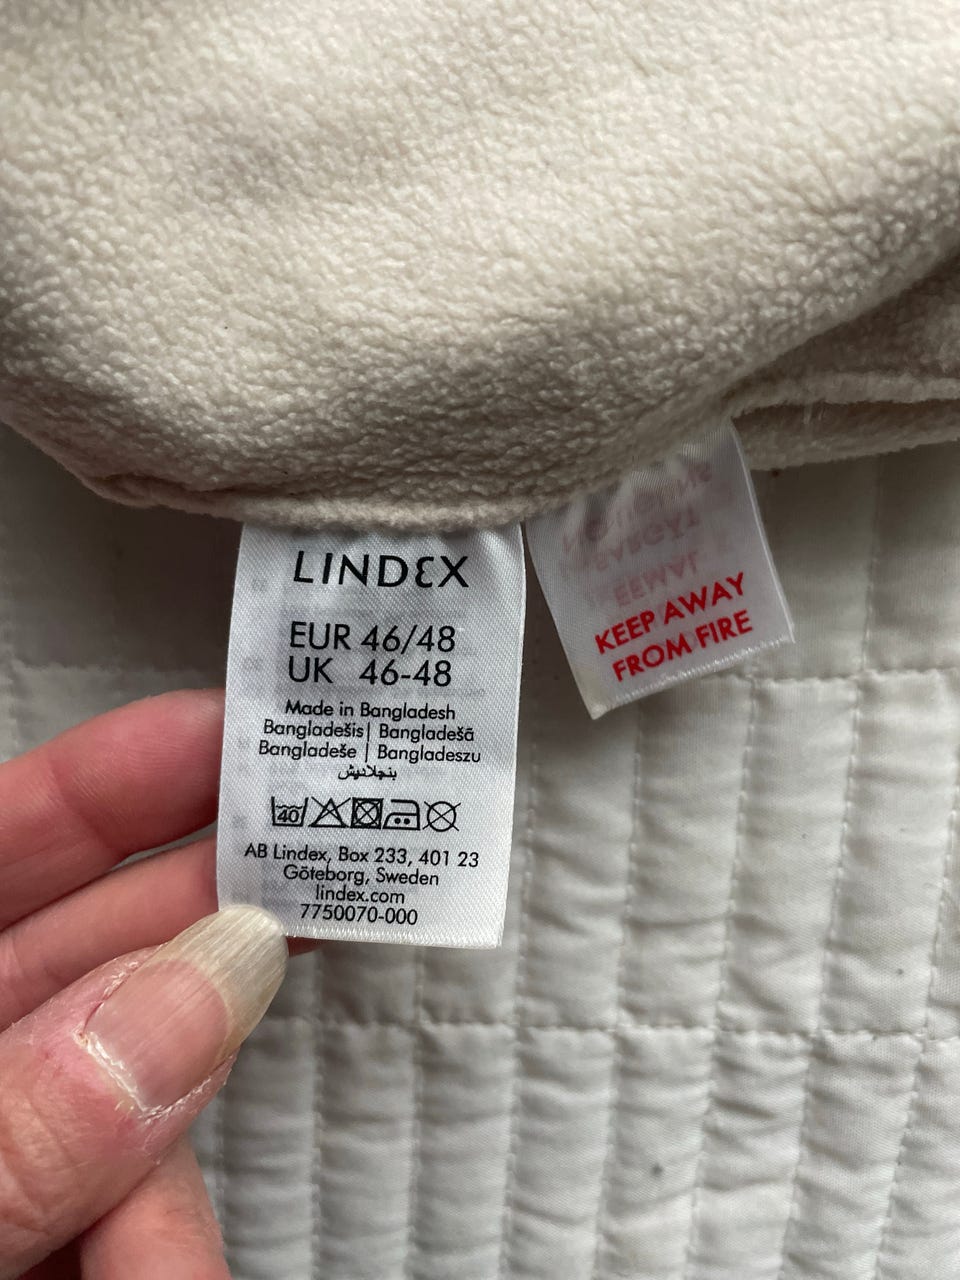 LINDEX
EUR 46/48
UK 46-48
Made in Bangladesh
Bangladešis | Bangladešā
Bangladeše | Bangladeszu
بنجلاديش
40
AB Lindex, Box 233, 401 23
Göteborg, Sweden
lindex.com
7750070-000
KEEP AWAY
FROM FIRE